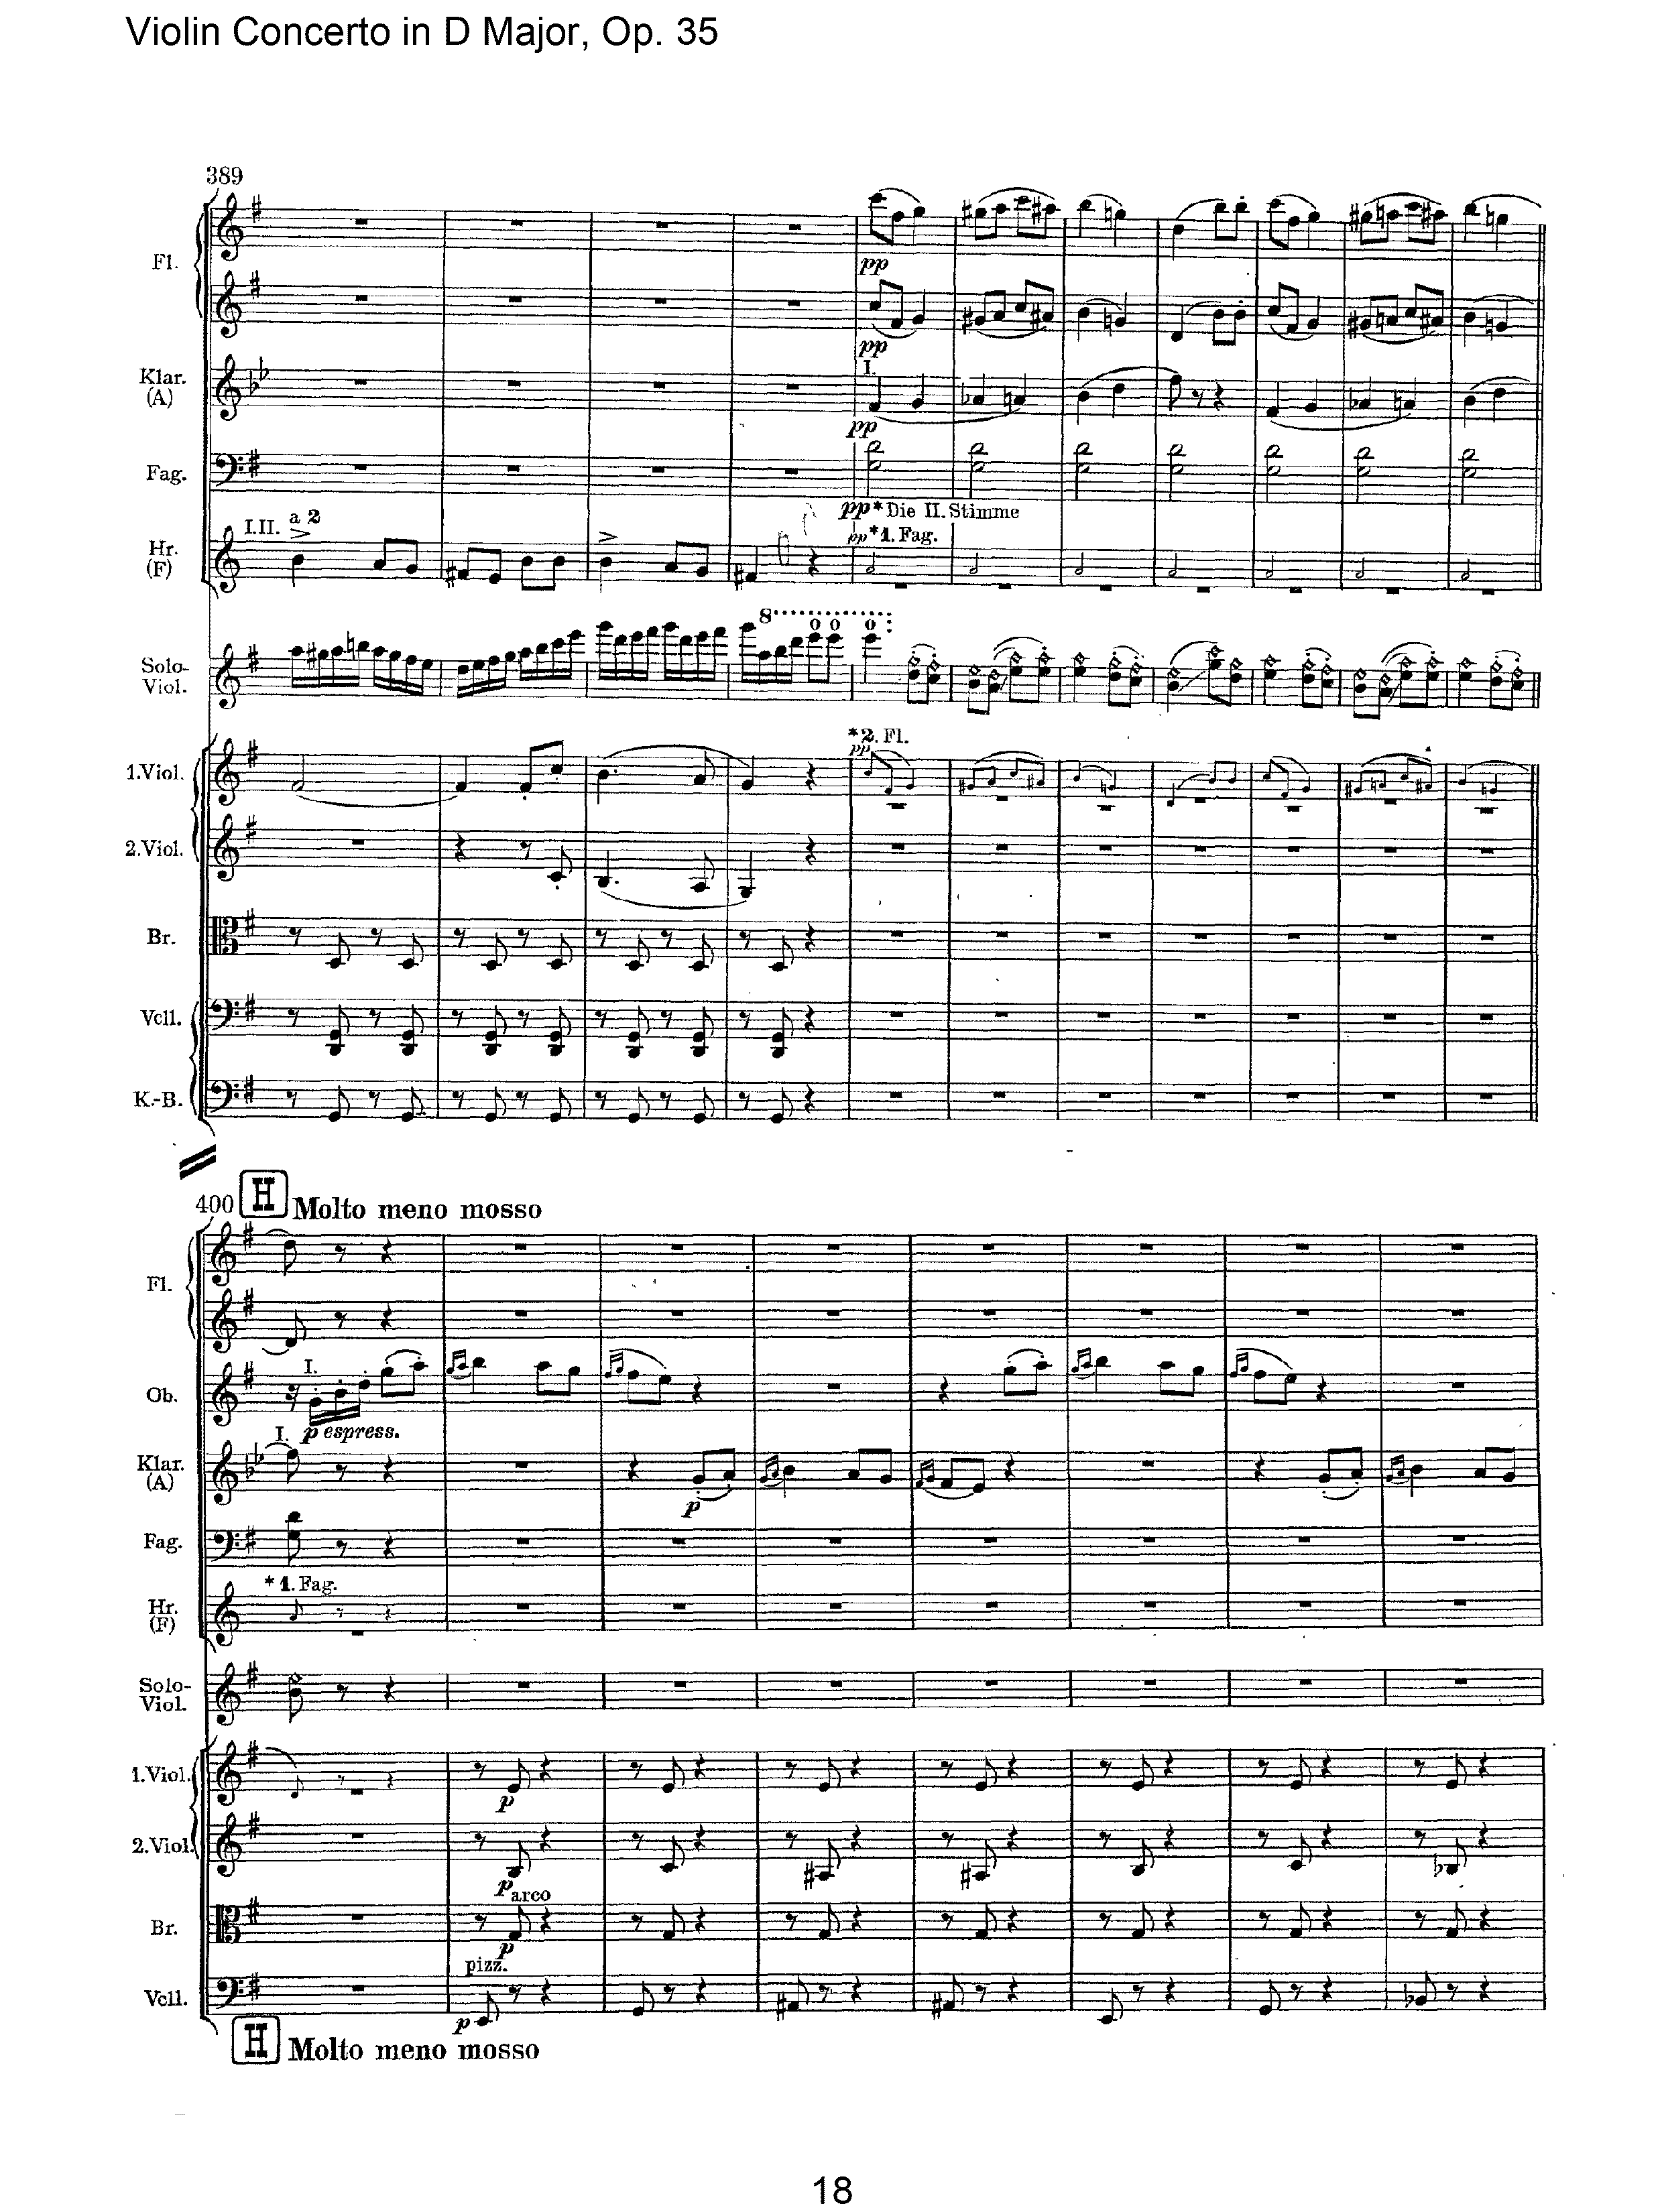 Violin Concerto in D Major, Op. 35
389
Fl.
pp
pp
Klar.
(A)
I.
pp
Fag.
pp *Die II. Stimme
Hr.
(F)
I.II. a 2
pp *1. Fag.
Solo-
Viol.
8
*2. Fl.
pp
1.Viol.
2.Viol.
Br.
Vcll.
K.-B.
400 H Molto meno mosso
Fl.
Ob.
I.
p espress.
Klar.
(A)
I.
p
Fag.
* 1. Fag.
Hr.
(F)
Solo-
Viol.
1.Viol.
p
2.Viol.
p
arco
Br.
p
pizz.
Vcll.
p
H Molto meno mosso
18